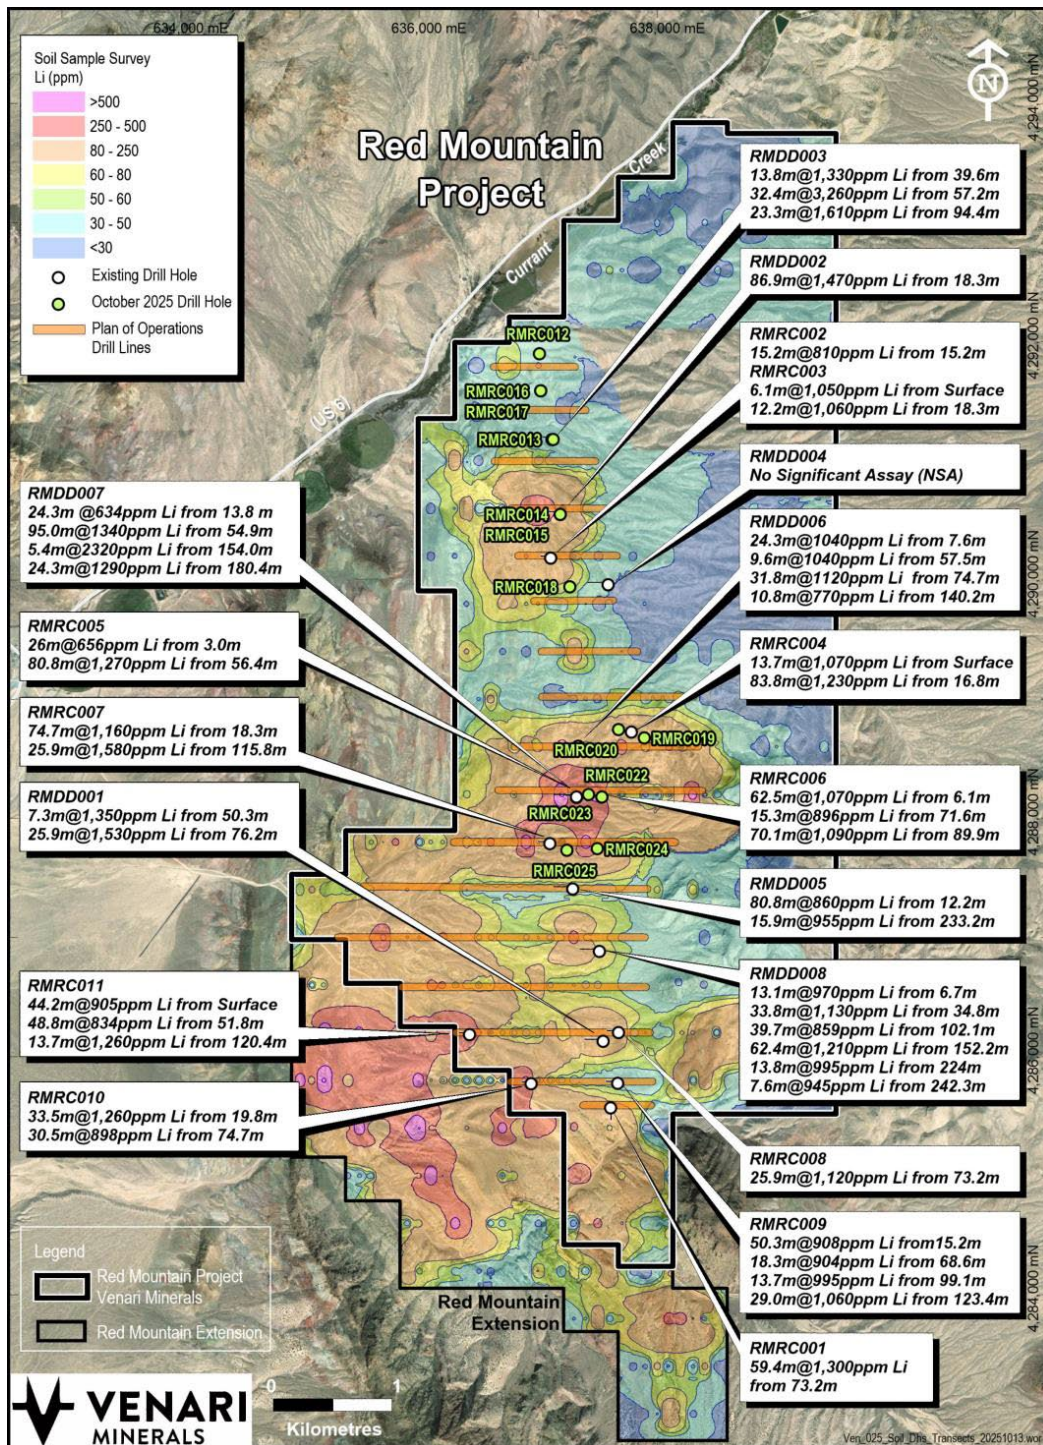 634,000 mE
636,000 mE
638,000 mE
Soil Sample Survey
Li (ppm)
>500
250 - 500
80 - 250
60 - 80
50 - 60
30 - 50
<30
Existing Drill Hole
October 2025 Drill Hole
Plan of Operations
Drill Lines
Red Mountain
Project
N
4,294,000 mN
4,292,000 mN
4,290,000 mN
4,288,000 mN
4,286,000 mN
4,284,000 mN
Currant
Creek
(US 6)
RMDD003
13.8m@1,330ppm Li from 39.6m
32.4m@3,260ppm Li from 57.2m
23.3m@1,610ppm Li from 94.4m
RMDD002
86.9m@1,470ppm Li from 18.3m
RMRC002
15.2m@810ppm Li from 15.2m
RMRC003
6.1m@1,050ppm Li from Surface
12.2m@1,060ppm Li from 18.3m
RMDD004
No Significant Assay (NSA)
RMDD006
24.3m@1040ppm Li from 7.6m
9.6m@1040ppm Li from 57.5m
31.8m@1120ppm Li from 74.7m
10.8m@770ppm Li from 140.2m
RMRC004
13.7m@1,070ppm Li from Surface
83.8m@1,230ppm Li from 16.8m
RMRC006
62.5m@1,070ppm Li from 6.1m
15.3m@896ppm Li from 71.6m
70.1m@1,090ppm Li from 89.9m
RMDD005
80.8m@860ppm Li from 12.2m
15.9m@955ppm Li from 233.2m
RMDD008
13.1m@970ppm Li from 6.7m
33.8m@1,130ppm Li from 34.8m
39.7m@859ppm Li from 102.1m
62.4m@1,210ppm Li from 152.2m
13.8m@995ppm Li from 224m
7.6m@945ppm Li from 242.3m
RMRC008
25.9m@1,120ppm Li from 73.2m
RMRC009
50.3m@908ppm Li from15.2m
18.3m@904ppm Li from 68.6m
13.7m@995ppm Li from 99.1m
29.0m@1,060ppm Li from 123.4m
RMRC001
59.4m@1,300ppm Li
from 73.2m
RMDD007
24.3m @634ppm Li from 13.8 m
95.0m@1340ppm Li from 54.9m
5.4m@2320ppm Li from 154.0m
24.3m@1290ppm Li from 180.4m
RMRC005
26m@656ppm Li from 3.0m
80.8m@1,270ppm Li from 56.4m
RMRC007
74.7m@1,160ppm Li from 18.3m
25.9m@1,580ppm Li from 115.8m
RMDD001
7.3m@1,350ppm Li from 50.3m
25.9m@1,530ppm Li from 76.2m
RMRC011
44.2m@905ppm Li from Surface
48.8m@834ppm Li from 51.8m
13.7m@1,260ppm Li from 120.4m
RMRC010
33.5m@1,260ppm Li from 19.8m
30.5m@898ppm Li from 74.7m
RMRC012
RMRC016
RMRC017
RMRC013
RMRC014
RMRC015
RMRC018
RMRC019
RMRC020
RMRC022
RMRC023
RMRC024
RMRC025
Legend
Red Mountain Project
Venari Minerals
Red Mountain Extension
Red Mountain
Extension
VENARI
MINERALS
0
1
Kilometres
Ven_025_Soil_Dhs_Transects_20251013.wor